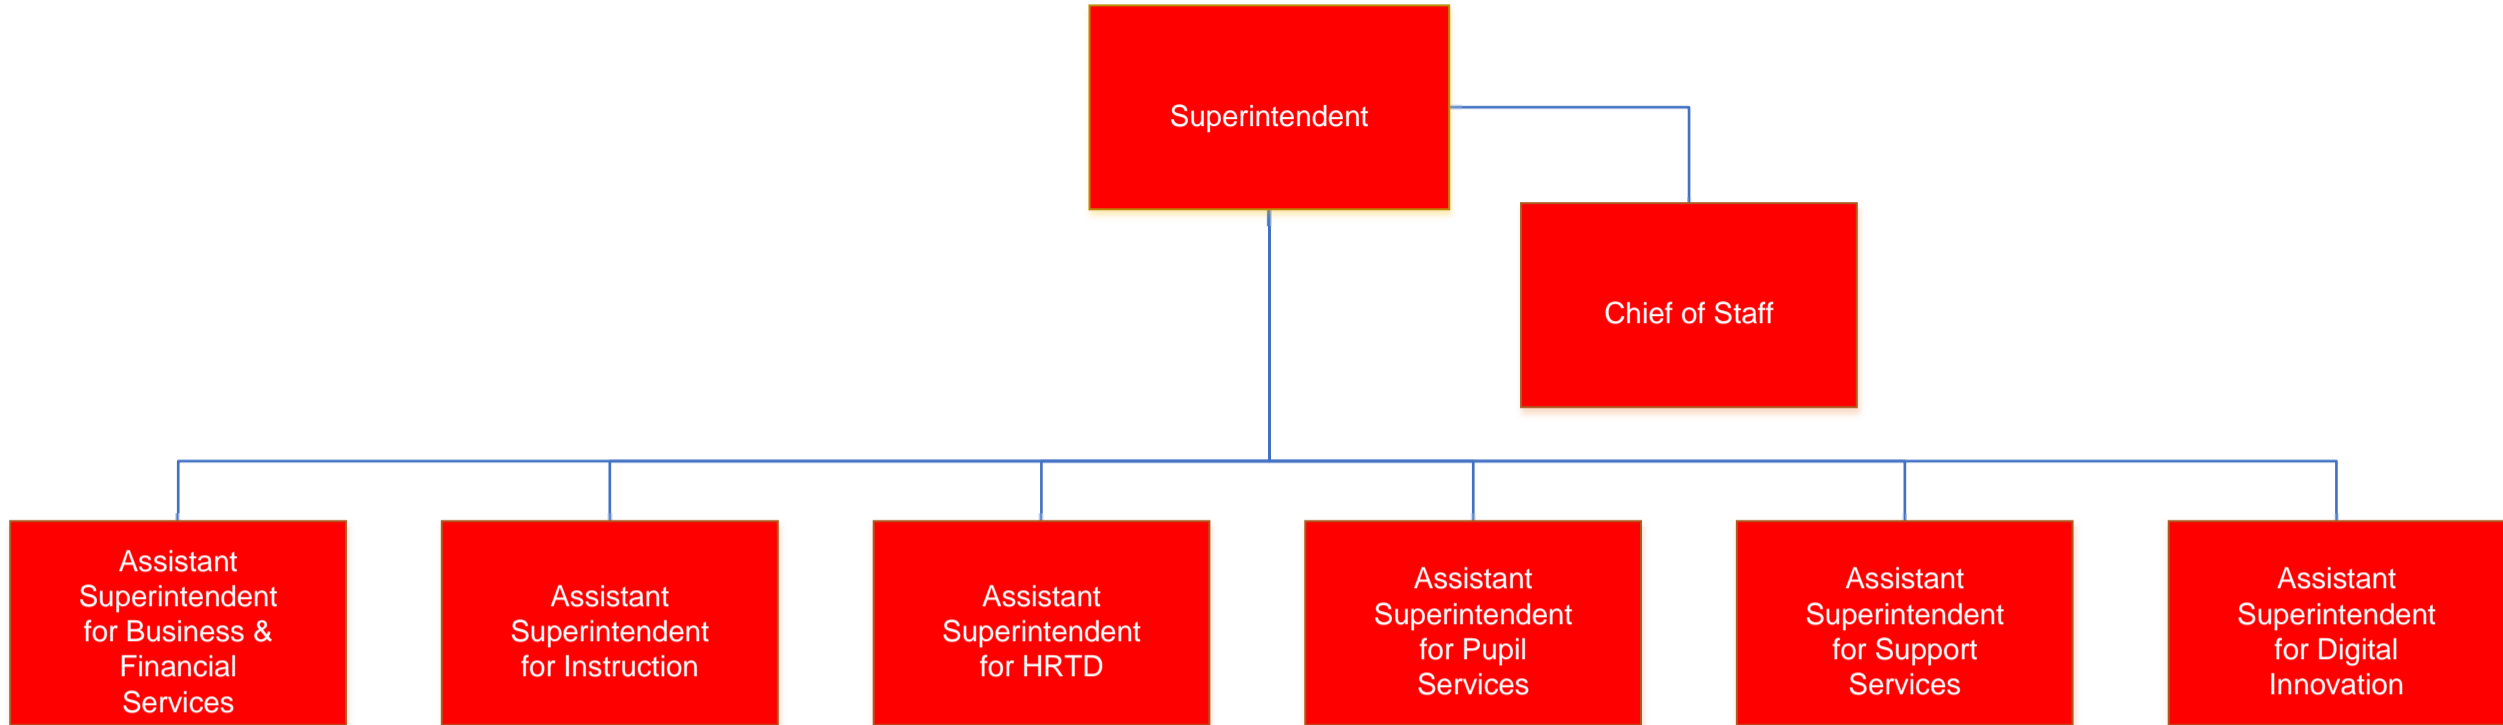 Superintendent
Chief of Staff
Assistant
Superintendent
for Business &
Financial
Services
Assistant
Superintendent
for Instruction
Assistant
Superintendent
for HRTD
Assistant
Superintendent
for Pupil
Services
Assistant
Superintendent
for Support
Services
Assistant
Superintendent
for Digital
Innovation